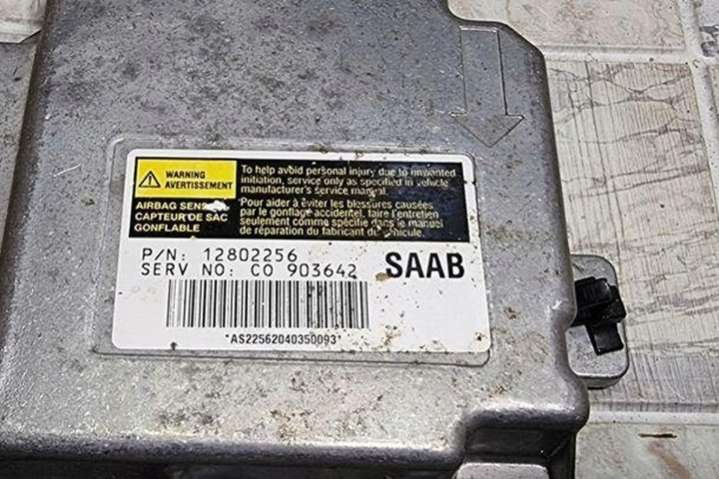 WARNING
AVERTISSEMENT
AIRBAG SENSOR
CAPTEUR DE SAC
GONFLABLE
To help avoid personal injury due to unwanted
initiation, service only as specified in vehicle
manufacturer's service manual.
Pour aider à éviter les blessures causées
par le gonflage accidentel, faire l'entretien
seulement comme spécifié dans le manuel
de réparation du fabricant du véhicule.
P/N: 12802256
SERV NO: CO 903642
SAAB
*AS22562040350093*